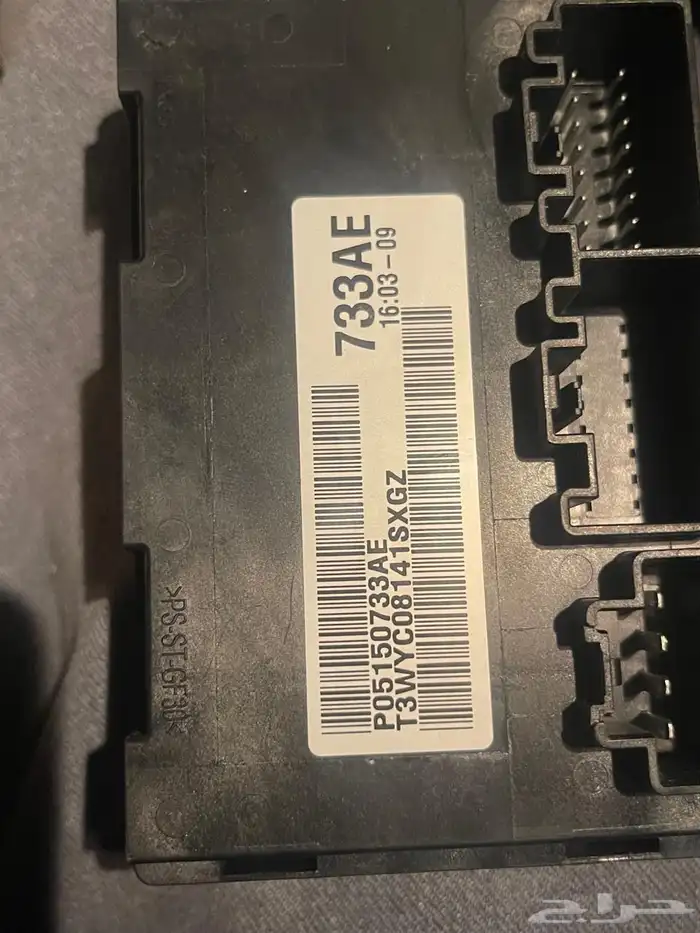 733AE
16:03-09
P05150733AE
T3WYC08141SXGZ
>PS-ST-GF30<
حراج